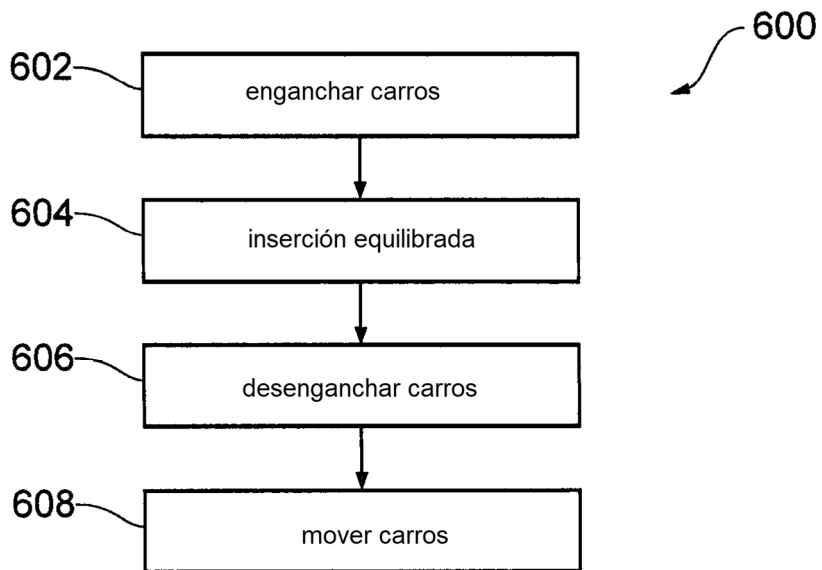 600
602
enganchar carros
604
inserción equilibrada
606
desenganchar carros
608
mover carros